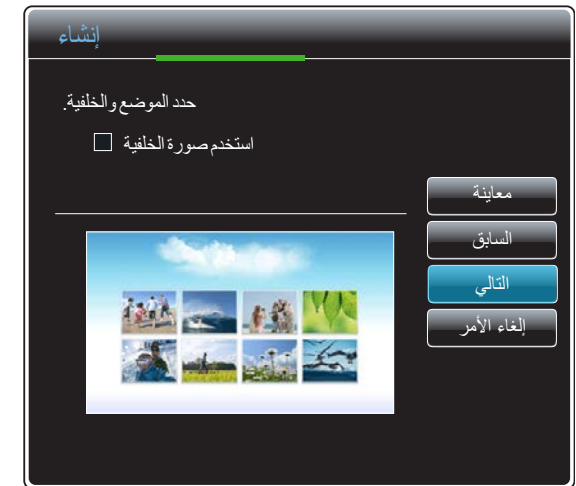 إنشاء
حدد الموضع والخلفية.
استخدم صورة الخلفية
معاينة
السابق
التالي
إلغاء الأمر